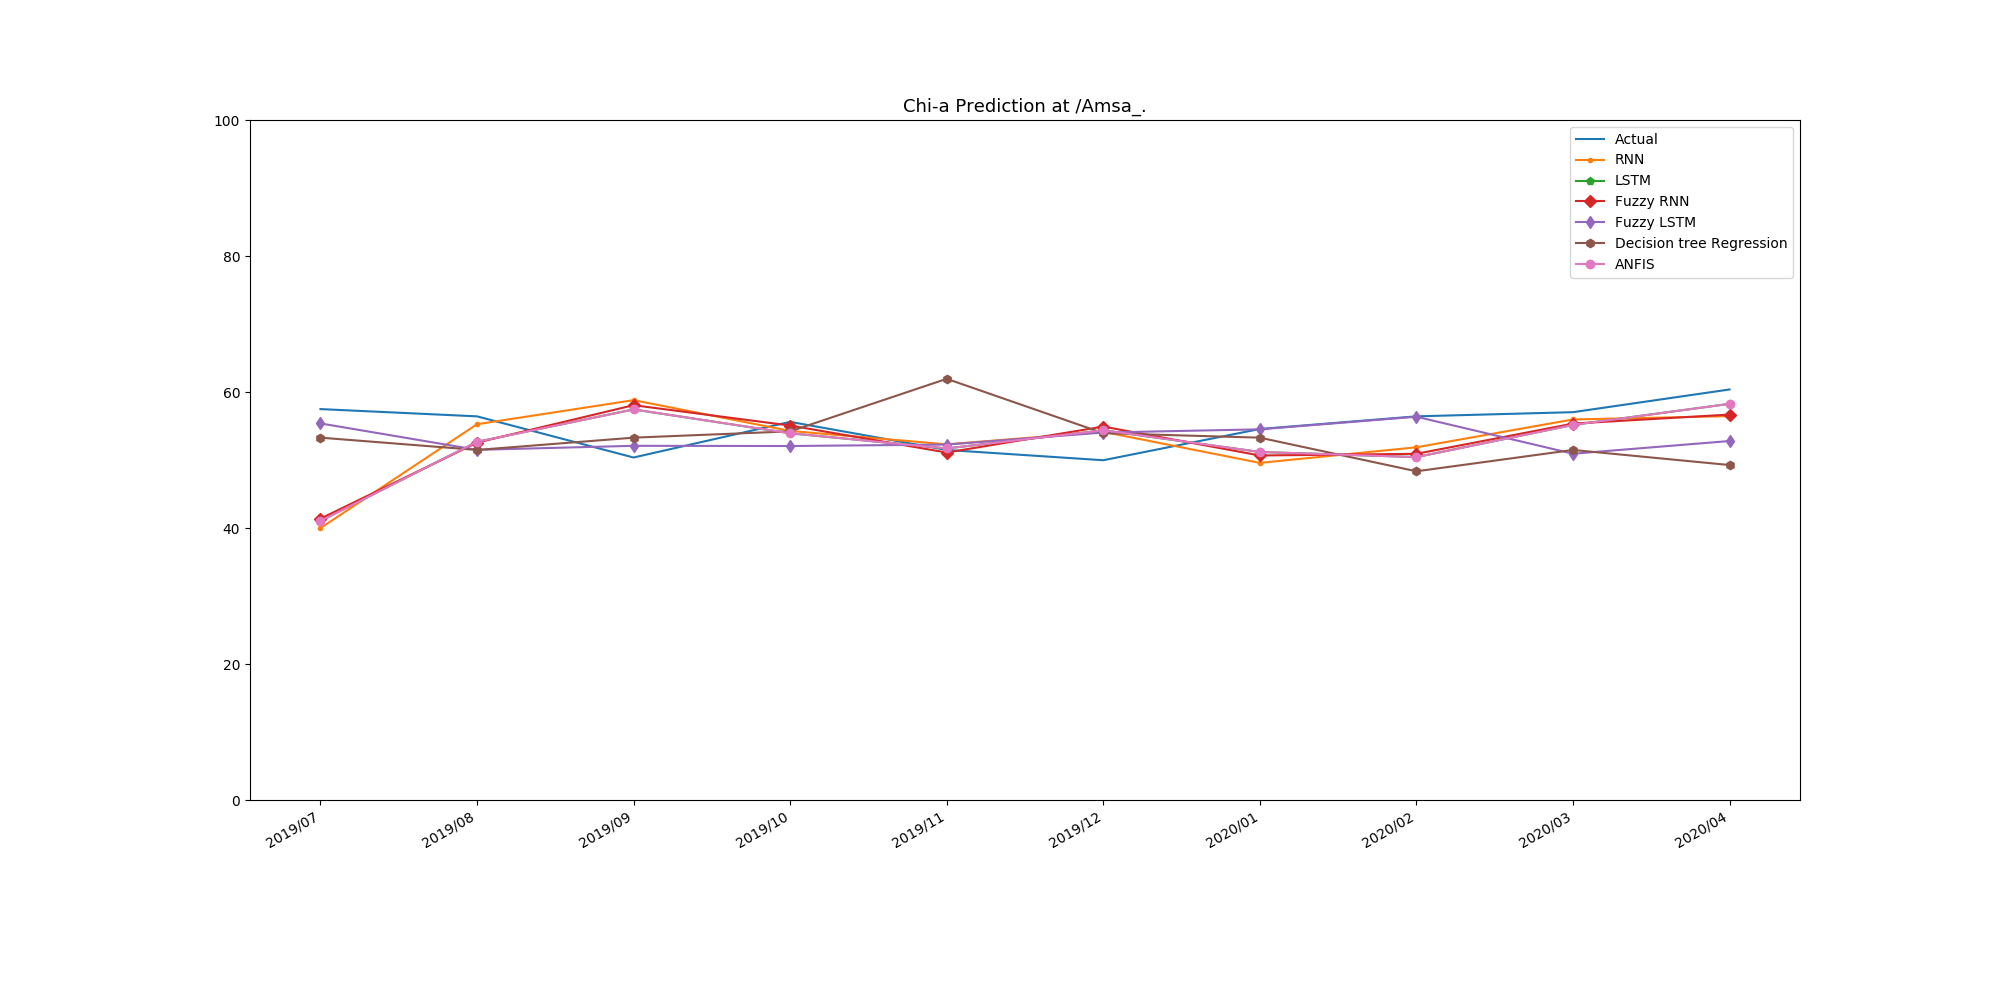 Chi-a Prediction at /Amsa_.
100
80
60
40
20
0
Actual
RNN
LSTM
Fuzzy RNN
Fuzzy LSTM
Decision tree Regression
ANFIS
2019/07
2019/08
2019/09
2019/10
2019/11
2019/12
2020/01
2020/02
2020/03
2020/04